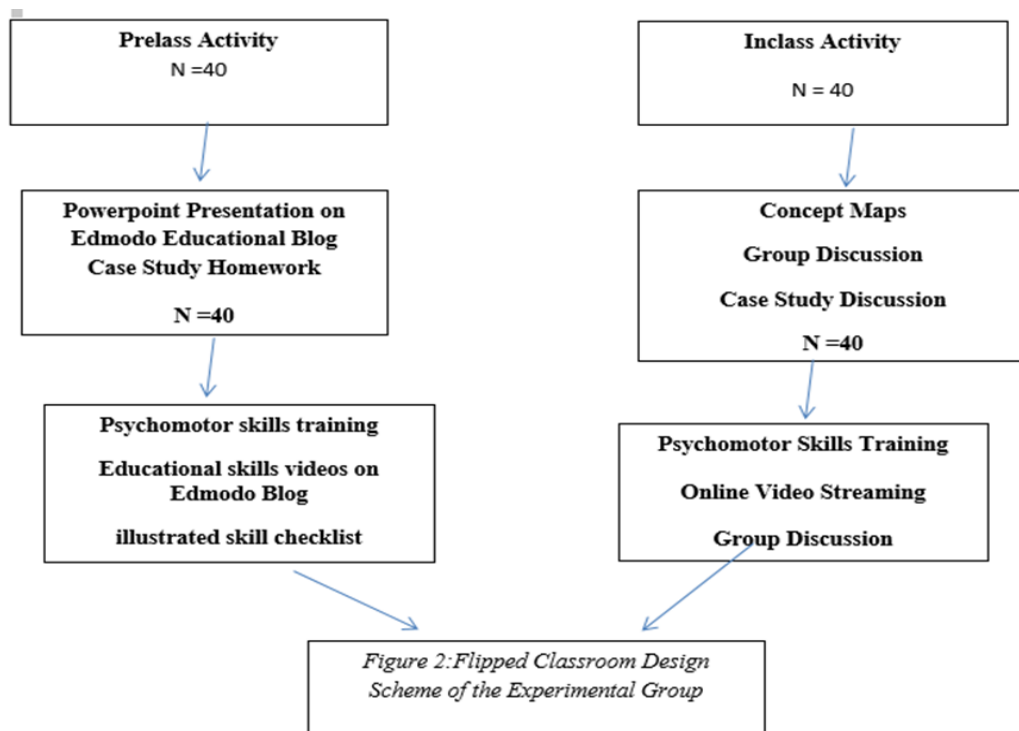 Prelass Activity
N =40
Powerpoint Presentation on
Edmodo Educational Blog
Case Study Homework
N =40
Psychomotor skills training
Educational skills videos on
Edmodo Blog
illustrated skill checklist
Inclass Activity
N = 40
Concept Maps
Group Discussion
Case Study Discussion
N =40
Psychomotor Skills Training
Online Video Streaming
Group Discussion
Figure 2:Flipped Classroom Design
Scheme of the Experimental Group